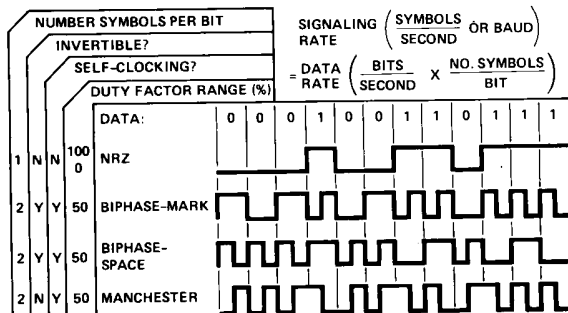 NUMBER SYMBOLS PER BIT
INVERTIBLE?
SELF-CLOCKING?
DUTY FACTOR RANGE (%)
SIGNALING RATE ( SYMBOLS / SECOND OR BAUD )
= DATA RATE ( BITS / SECOND X NO. SYMBOLS / BIT )
DATA: 0 0 0 1 0 0 1 1 0 1 1 1
1 N N 100 0 NRZ
2 Y Y 50 BIPHASE-MARK
2 Y Y 50 BIPHASE-SPACE
2 N Y 50 MANCHESTER